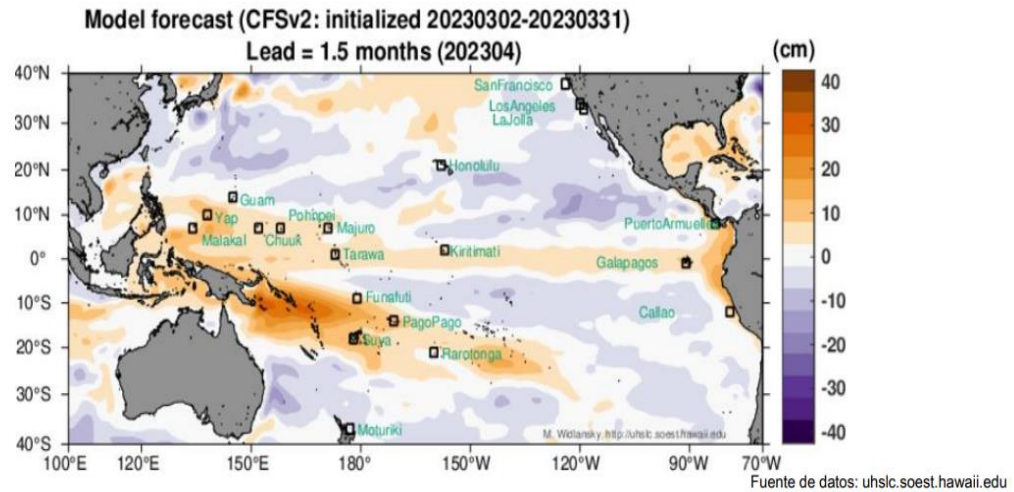 Model forecast (CFSv2: initialized 20230302-20230331)
Lead = 1.5 months (202304)
(cm)
40°N
30°N
20°N
10°N
0°
10°S
20°S
30°S
40°S
SanFrancisco
LosAngeles
LaJolla
Honolulu
Guam
Yap
Pohnpei
Malakal
Chuuk
Majuro
PuertoArmuelles
Tarawa
Kiritimati
Galapagos
Funafuti
Callao
PagoPago
Suva
Rarotonga
Moturiki
M. Widlansky, http://uhslc.soest.hawaii.edu
100°E 120°E 150°E 180° 150°W 120°W 90°W 70°W
40
30
20
10
0
-10
-20
-30
-40
Fuente de datos: uhslc.soest.hawaii.edu